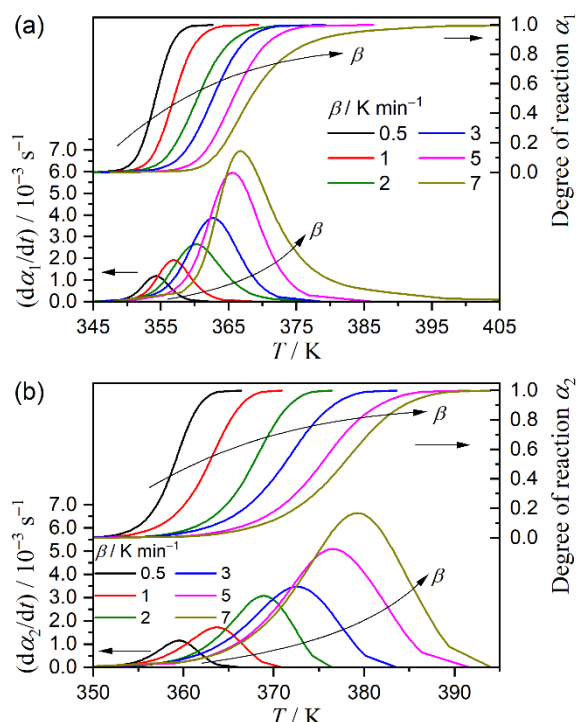 (a)
(dα₁/dt) / 10⁻³ s⁻¹
7.0
6.0
5.0
4.0
3.0
2.0
1.0
0.0
345 355 365 375 385 395 405
T / K
1.0
0.8
0.6
0.4
0.2
0.0
Degree of reaction α₁
β
β / K min⁻¹
0.5 3
1 5
2 7
β
(b)
(dα₂/dt) / 10⁻³ s⁻¹
7.0
6.0
5.0
4.0
3.0
2.0
1.0
0.0
350 360 370 380 390
T / K
1.0
0.8
0.6
0.4
0.2
0.0
Degree of reaction α₂
β
β / K min⁻¹
0.5 3
1 5
2 7
β